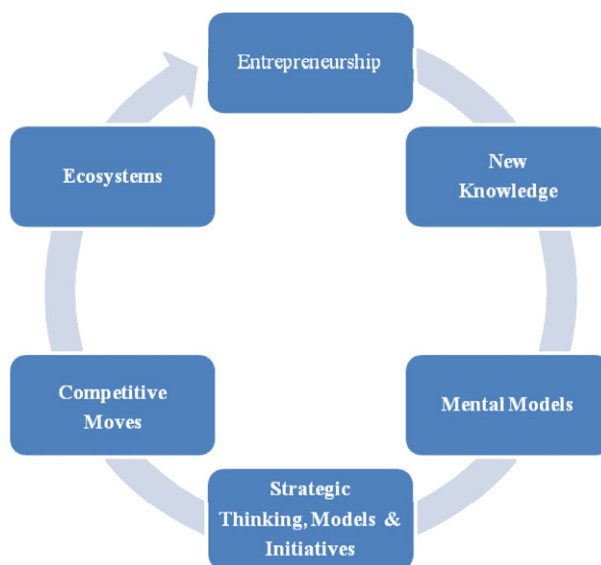 Entrepreneurship
New
Knowledge
Mental Models
Strategic
Thinking, Models &
Initiatives
Competitive
Moves
Ecosystems